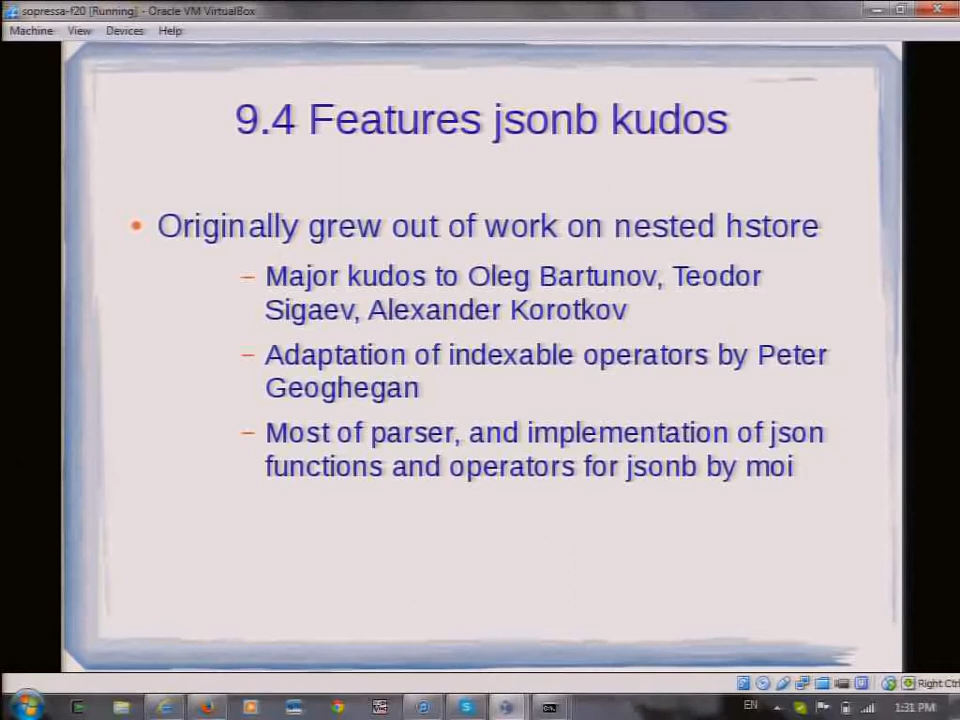 sopressa-f20 [Running] - Oracle VM VirtualBox
Machine View Devices Help
9.4 Features jsonb kudos
• Originally grew out of work on nested hstore
– Major kudos to Oleg Bartunov, Teodor
Sigaev, Alexander Korotkov
– Adaptation of indexable operators by Peter
Geoghegan
– Most of parser, and implementation of json
functions and operators for jsonb by moi
Right Ctrl
EN
1:31 PM